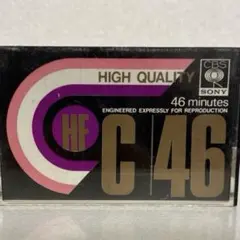 CBS
SONY
HIGH QUALITY
46 minutes
ENGINEERED EXPRESSLY FOR REPRODUCTION
HF
C 46